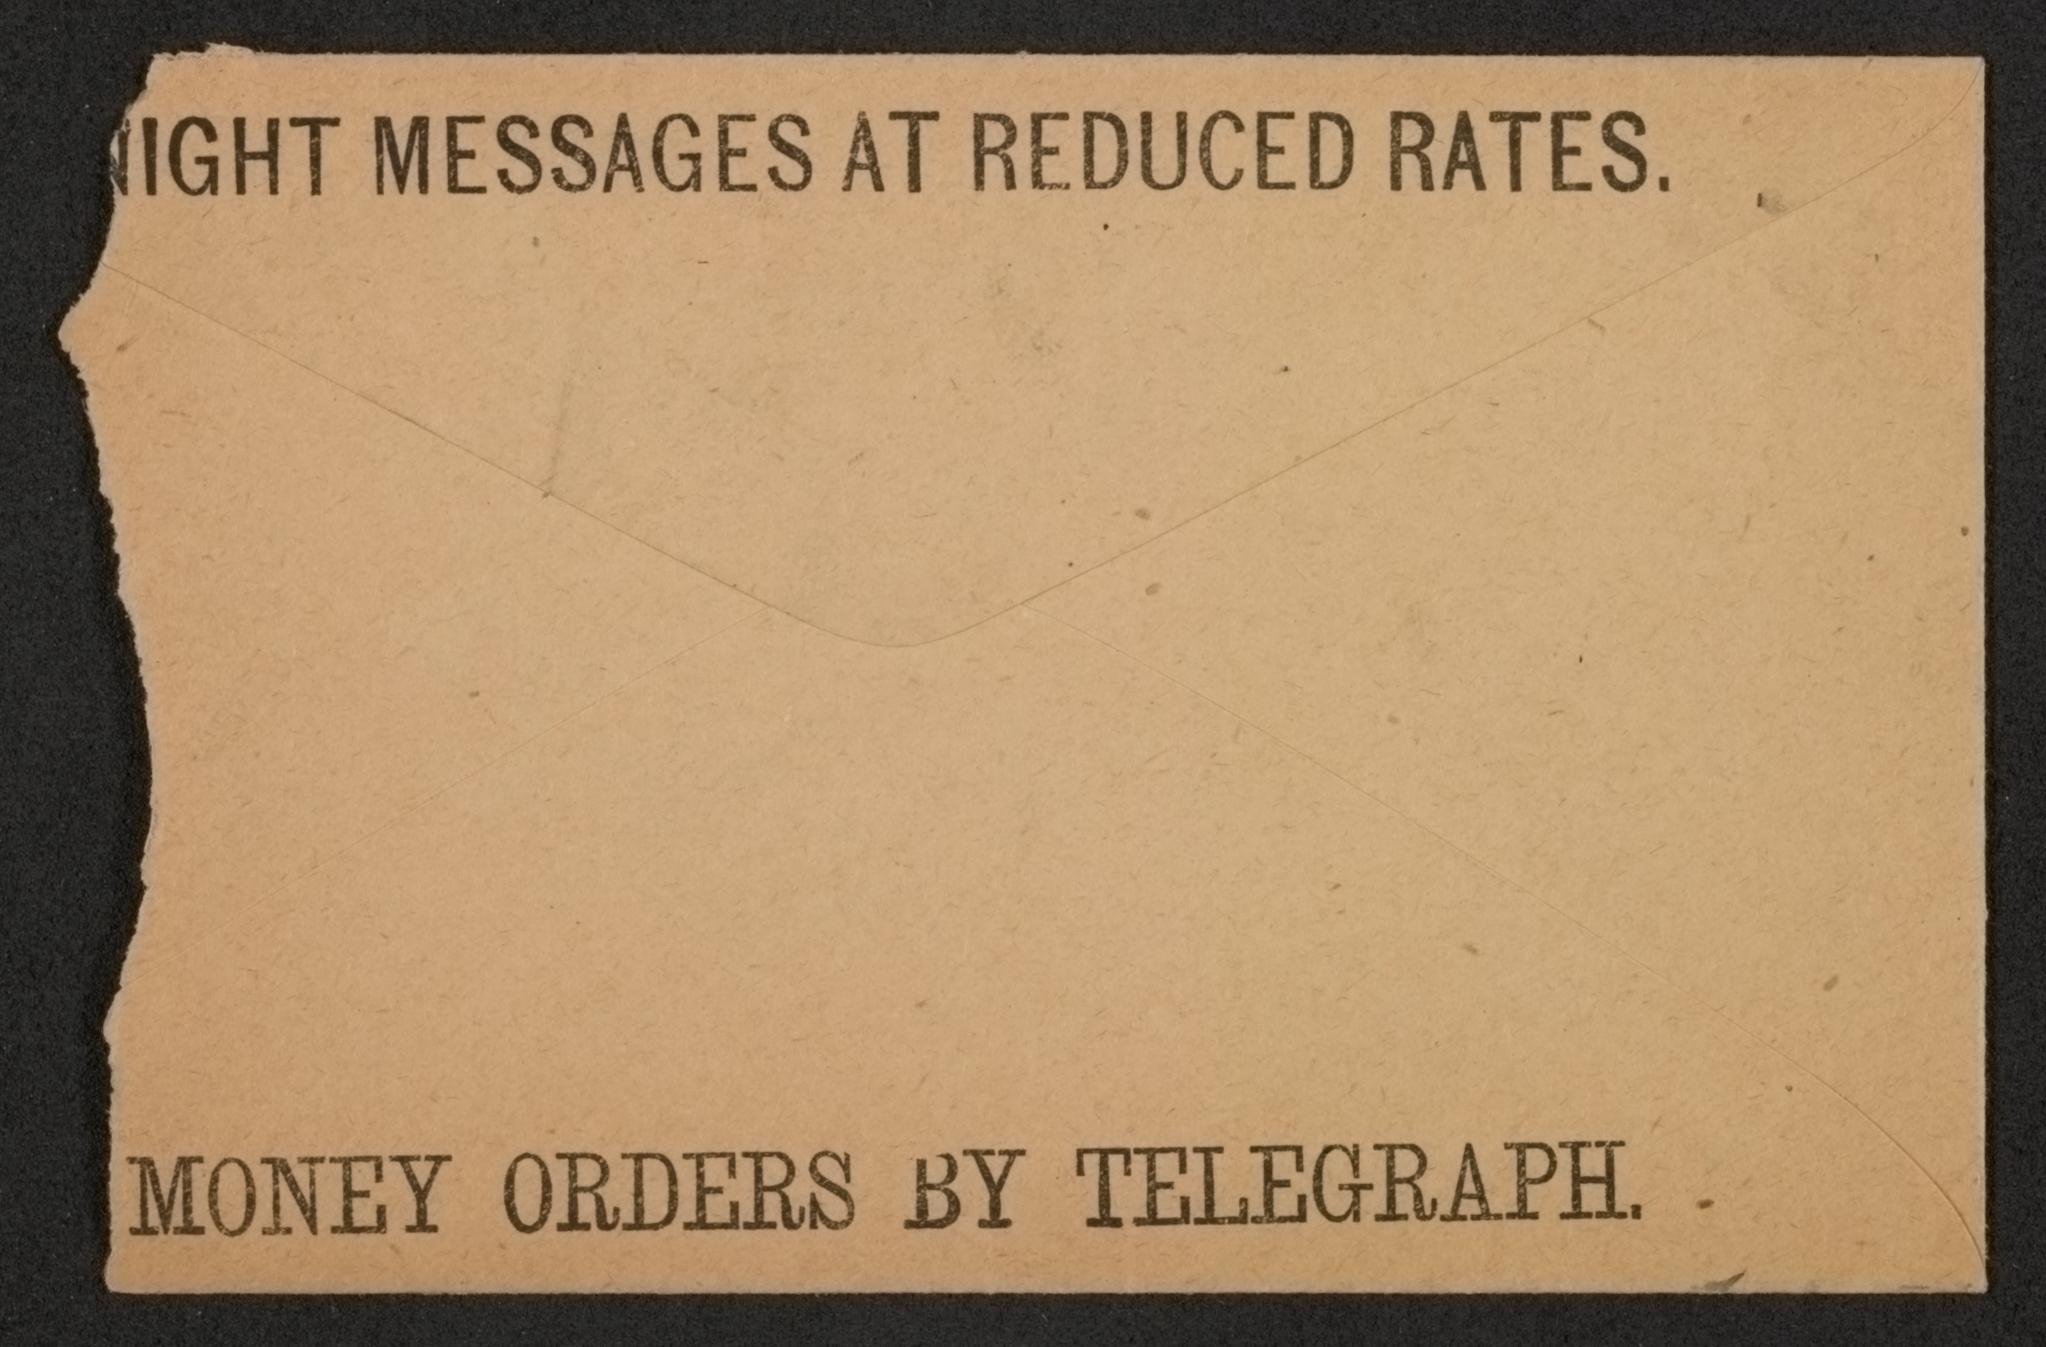 NIGHT MESSAGES AT REDUCED RATES.
MONEY ORDERS BY TELEGRAPH.